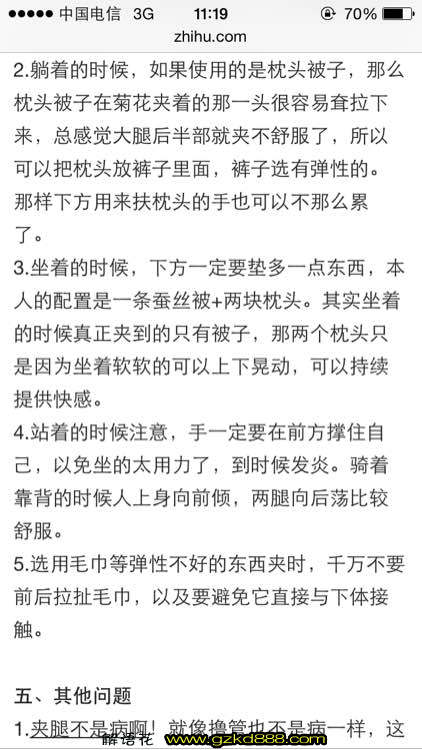 中国电信 3G 11:19 70%
zhihu.com
2.躺着的时候，如果使用的是枕头被子，那么
枕头被子在菊花夹着的那一头很容易耷拉下
来，总感觉大腿后半部就夹不舒服了，所以
可以把枕头放裤子里面，裤子选有弹性的。
那样下方用来扶枕头的手也可以不那么累
了。
3.坐着的时候，下方一定要垫多一点东西，本
人的配置是一条蚕丝被+两块枕头。其实坐着
的时候真正夹到的只有被子，那两个枕头只
是因为坐着软软的可以上下晃动，可以持续
提供快感。
4.站着的时候注意，手一定要在前方撑住自
己，以免坐的太用力了，到时候发炎。骑着
靠背的时候人上身向前倾，两腿向后荡比较
舒服。
5.选用毛巾等弹性不好的东西夹时，千万不要
前后拉扯毛巾，以及要避免它直接与下体接
触。
五、其他问题
1.夹腿不是病啊！就像撸管也不是病一样，这
解语花 www.gzkd888.com